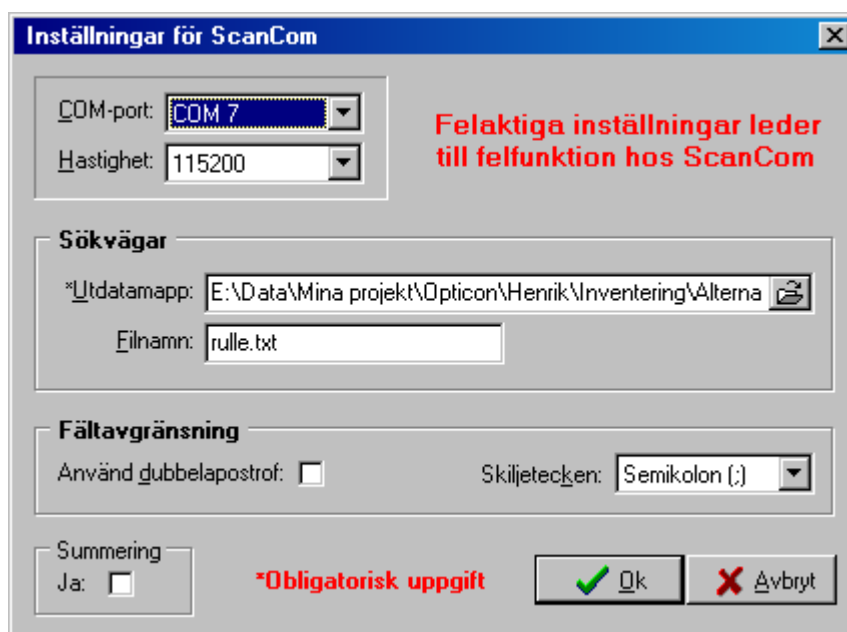 Inställningar för ScanCom
COM-port: COM 7
Hastighet: 115200
Felaktiga inställningar leder
till felfunktion hos ScanCom
Sökvägar
*Utdatamapp: E:\Data\Mina projekt\Opticon\Henrik\Inventering\Alterna
Filnamn: rulle.txt
Fältavgränsning
Använd dubbelapostrof:
Skiljetecken: Semikolon (;)
Summering
Ja:
*Obligatorisk uppgift
Ok
Avbryt